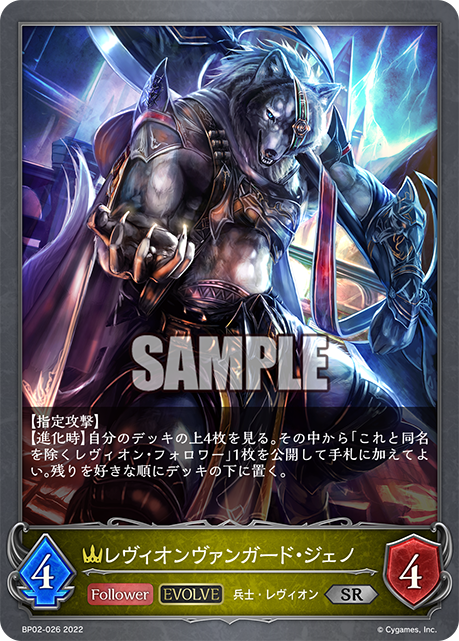 SAMPLE
【指定攻撃】
【進化時】自分のデッキの上4枚を見る。その中から「これと同名
を除くレヴィオン・フォロワー」1枚を公開して手札に加えてよ
い。残りを好きな順にデッキの下に置く。
レヴィオンヴァンガード・ジェノ
4
Follower EVOLVE 兵士・レヴィオン SR
4
BP02-026 2022 © Cygames, Inc.